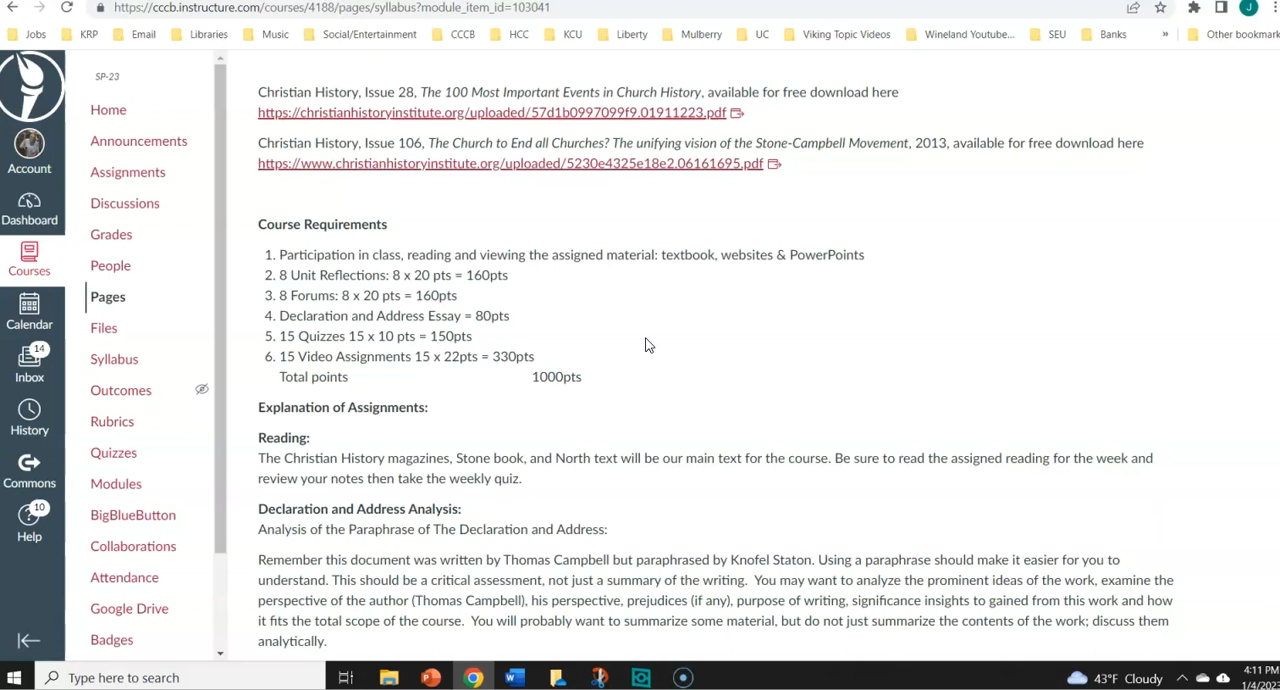 https://cccb.instructure.com/courses/4188/pages/syllabus?module_item_id=103041
J
Jobs KRP Email Libraries Music Social/Entertainment CCCB HCC KCU Liberty Mulberry UC Viking Topic Videos Wineland Youtube... SEU Banks » Other bookmark
SP-23
Home
Announcements
Assignments
Discussions
Grades
People
Pages
Files
Syllabus
Outcomes
Rubrics
Quizzes
Modules
BigBlueButton
Collaborations
Attendance
Google Drive
Badges
Account
Dashboard
Courses
Calendar
14
Inbox
History
Commons
10
Help
Christian History, Issue 28, The 100 Most Important Events in Church History, available for free download here
https://christianhistoryinstitute.org/uploaded/57d1b0997099f9.01911223.pdf
Christian History, Issue 106, The Church to End all Churches? The unifying vision of the Stone-Campbell Movement, 2013, available for free download here
https://www.christianhistoryinstitute.org/uploaded/5230e4325e18e2.06161695.pdf
Course Requirements
1. Participation in class, reading and viewing the assigned material: textbook, websites & PowerPoints
2. 8 Unit Reflections: 8 x 20 pts = 160pts
3. 8 Forums: 8 x 20 pts = 160pts
4. Declaration and Address Essay = 80pts
5. 15 Quizzes 15 x 10 pts = 150pts
6. 15 Video Assignments 15 x 22pts = 330pts
Total points 1000pts
Explanation of Assignments:
Reading:
The Christian History magazines, Stone book, and North text will be our main text for the course. Be sure to read the assigned reading for the week and
review your notes then take the weekly quiz.
Declaration and Address Analysis:
Analysis of the Paraphrase of The Declaration and Address:
Remember this document was written by Thomas Campbell but paraphrased by Knofel Staton. Using a paraphrase should make it easier for you to
understand. This should be a critical assessment, not just a summary of the writing. You may want to analyze the prominent ideas of the work, examine the
perspective of the author (Thomas Campbell), his perspective, prejudices (if any), purpose of writing, significance insights to gained from this work and how
it fits the total scope of the course. You will probably want to summarize some material, but do not just summarize the contents of the work; discuss them
analytically.
Type here to search
43°F Cloudy
4:11 PM
1/4/202